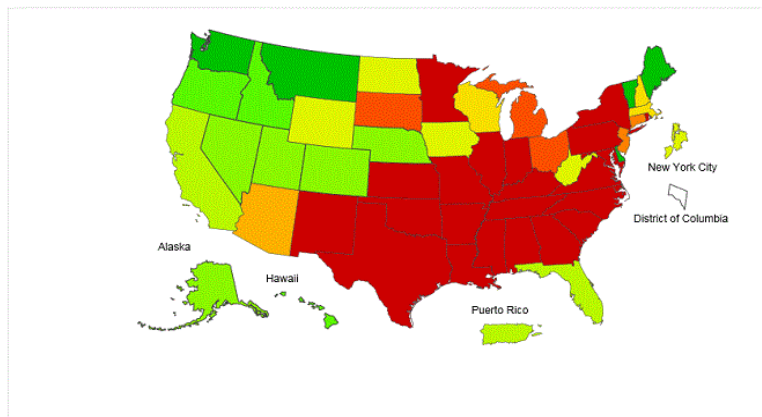 New York City
District of Columbia
Alaska
Hawaii
Puerto Rico